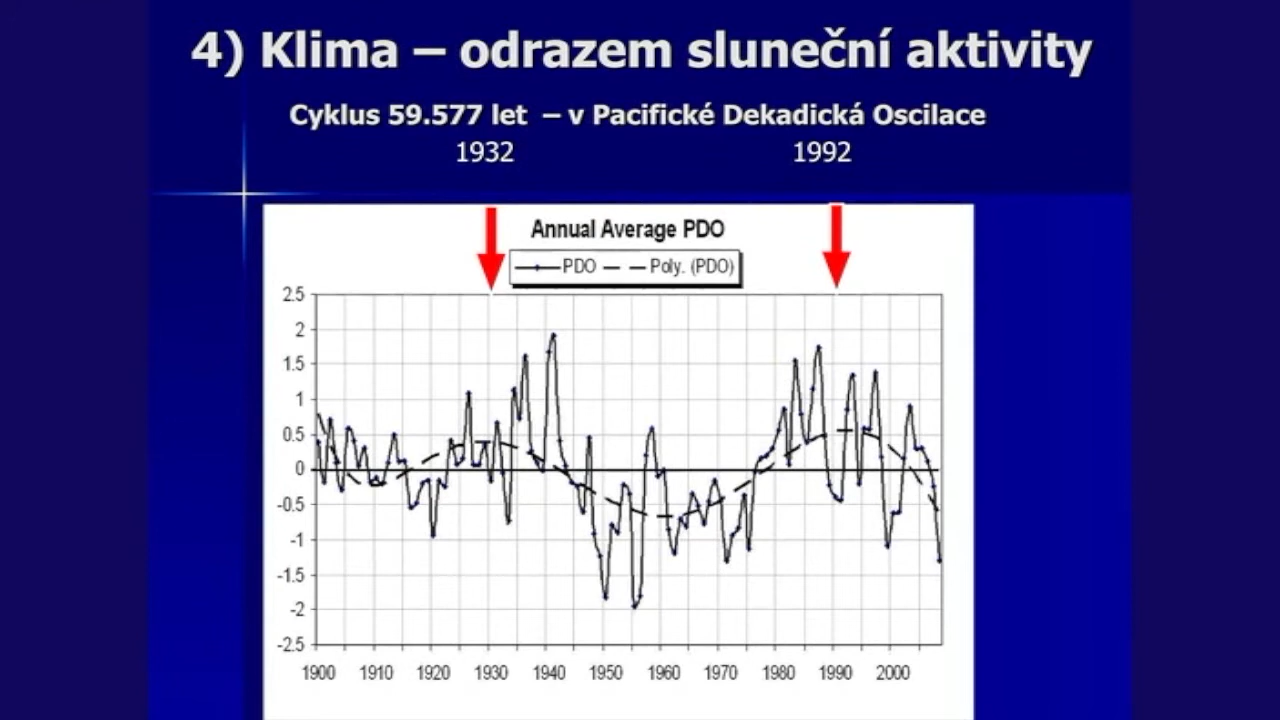 4) Klima – odrazem sluneční aktivity
Cyklus 59.577 let – v Pacifické Dekadická Oscilace
1932 1992
Annual Average PDO
PDO Poly. (PDO)
2.5
2
1.5
1
0.5
0
-0.5
-1
-1.5
-2
-2.5
1900 1910 1920 1930 1940 1950 1960 1970 1980 1990 2000